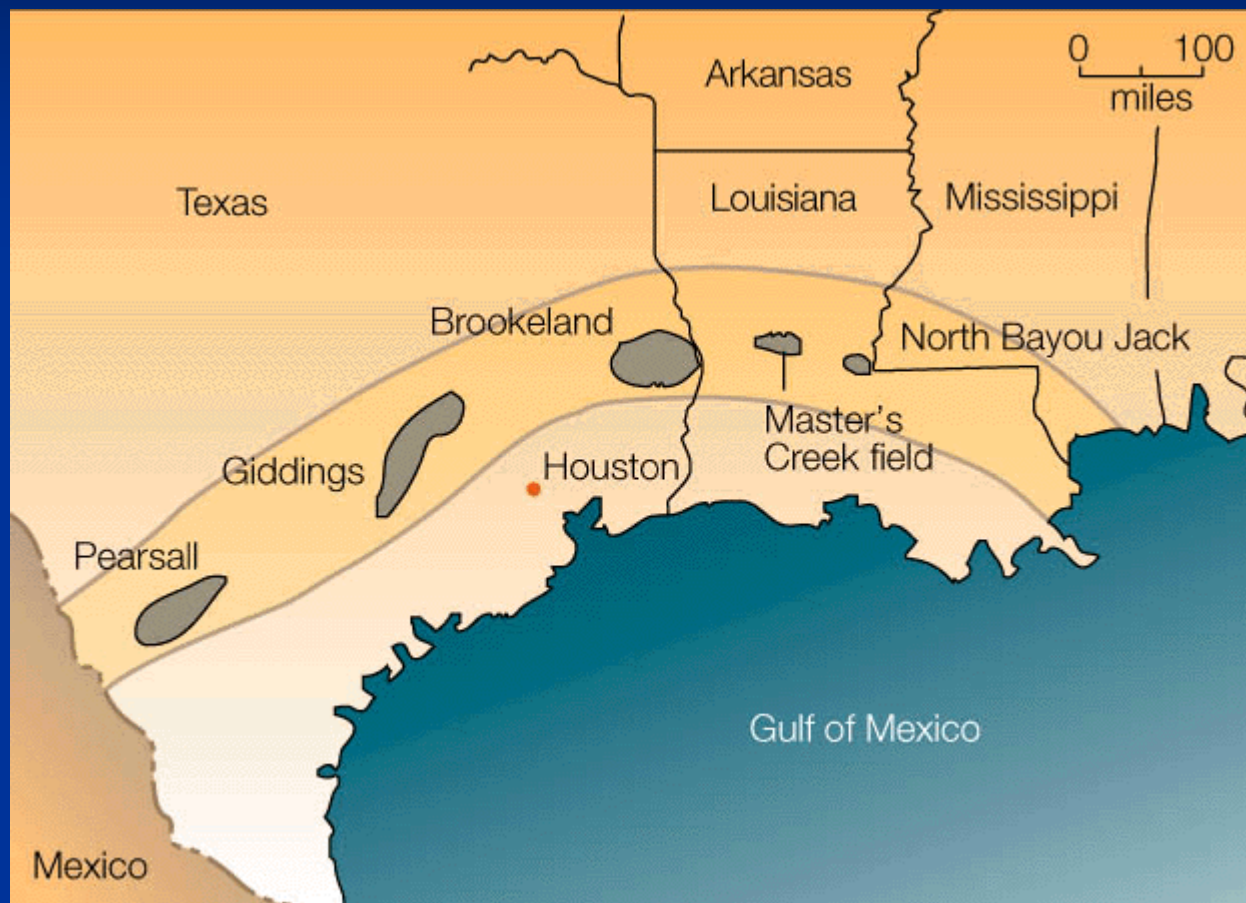 0 100
miles
Arkansas
Texas
Louisiana
Mississippi
Brookeland
North Bayou Jack
Master's
Creek field
Giddings
Houston
Pearsall
Gulf of Mexico
Mexico